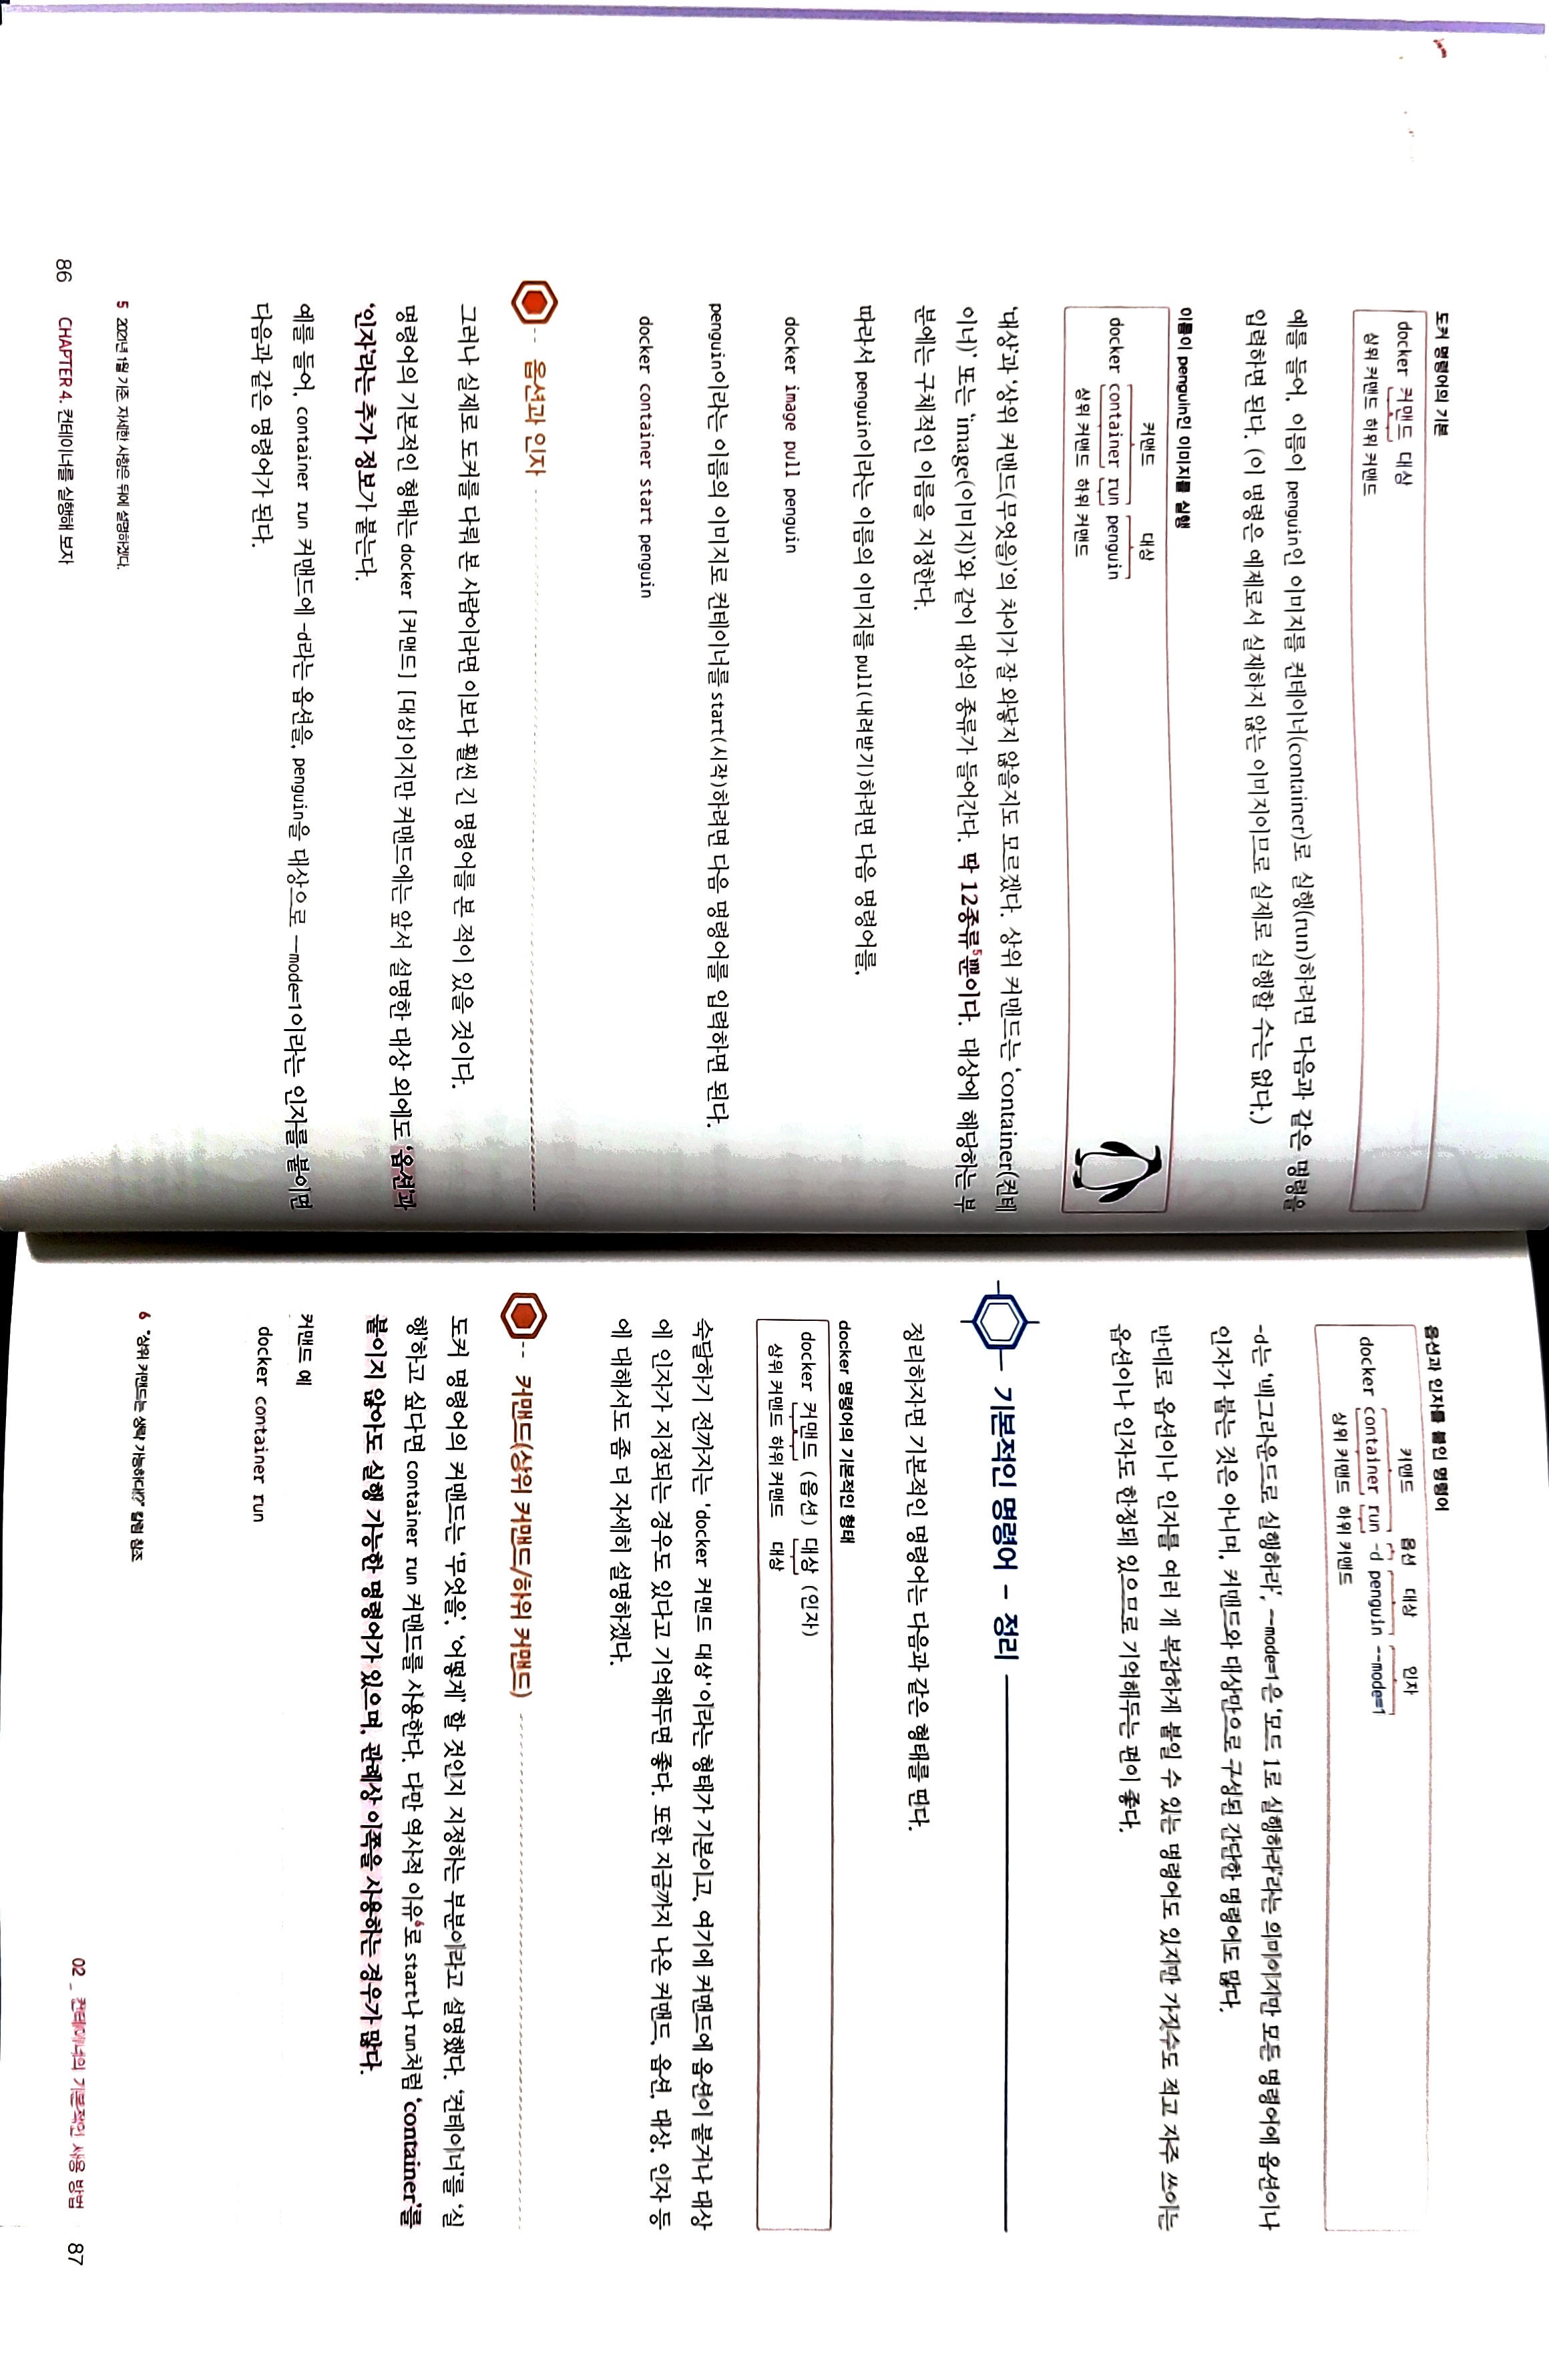 도커 명령어의 기본
docker 커맨드 대상
상위 커맨드 하위 커맨드
예를 들어, 이름이 penguin인 이미지를 컨테이너(container)로 실행(run)하려면 다음과 같은 명령을
입력하면 된다. (이 명령은 예제로서 실재하지 않는 이미지이므로 실제로 실행할 수는 없다.)
이름이 penguin인 이미지를 실행
커맨드 대상
docker container run penguin
상위 커맨드 하위 커맨드
‘대상’과 ‘상위 커맨드(무엇을)’의 차이가 잘 와닿지 않을지도 모르겠다. 상위 커맨드는 ‘container(컨테
이너)’ 또는 ‘image(이미지)’와 같이 대상의 종류가 들어간다. 딱 12종류5뿐이다. 대상에 해당하는 부
분에는 구체적인 이름을 지정한다.
따라서 penguin이라는 이름의 이미지를 pull(내려받기)하려면 다음 명령어를,
docker image pull penguin
penguin이라는 이름의 이미지로 컨테이너를 start(시작)하려면 다음 명령어를 입력하면 된다.
docker container start penguin
옵션과 인자
그러나 실제로 도커를 다뤄 본 사람이라면 이보다 훨씬 긴 명령어를 본 적이 있을 것이다.
명령어의 기본적인 형태는 docker [커맨드] [대상]이지만 커맨드에는 앞서 설명한 대상 외에도 ‘옵션’과
‘인자’라는 추가 정보가 붙는다.
예를 들어, container run 커맨드에 -d라는 옵션을, penguin을 대상으로 --mode=1이라는 인자를 붙이면
다음과 같은 명령어가 된다.
5 2021년 1월 기준. 자세한 사항은 뒤에 설명하겠다.
86 CHAPTER 4. 컨테이너를 실행해 보자
옵션과 인자를 붙인 명령어
커맨드 옵션 대상 인자
docker container run -d penguin --mode=1
상위 커맨드 하위 커맨드
-d는 ‘백그라운드로 실행하라’, --mode=1은 ‘모드 1로 실행하라’라는 의미이지만 모든 명령어에 옵션이나
인자가 붙는 것은 아니며, 커맨드와 대상만으로 구성된 간단한 명령어도 많다.
반대로 옵션이나 인자를 여러 개 복잡하게 붙일 수 있는 명령어도 있지만 가짓수도 적고 자주 쓰이는
옵션이나 인자도 한정돼 있으므로 기억해두는 편이 좋다.
기본적인 명령어 – 정리
정리하자면 기본적인 명령어는 다음과 같은 형태를 띤다.
docker 명령어의 기본적인 형태
docker 커맨드 (옵션) 대상 (인자)
상위 커맨드 하위 커맨드 대상
숙달하기 전까지는 'docker 커맨드 대상'이라는 형태가 기본이고, 여기에 커맨드에 옵션이 붙거나 대상
에 인자가 지정되는 경우도 있다고 기억해두면 좋다. 또한 지금까지 나온 커맨드, 옵션, 대상, 인자 등
에 대해서도 좀 더 자세히 설명하겠다.
커맨드(상위 커맨드/하위 커맨드)
도커 명령어의 커맨드는 ‘무엇을’, ‘어떻게’ 할 것인지 지정하는 부분이라고 설명했다. ‘컨테이너’를 ‘실
행’하고 싶다면 container run 커맨드를 사용한다. 다만 역사적 이유6로 start나 run처럼 ‘container’를
붙이지 않아도 실행 가능한 명령어가 있으며, 관례상 이쪽을 사용하는 경우가 많다.
커맨드 예
docker container run
6 “상위 커맨드는 생략 가능하다!?” 칼럼 참조
02 _ 컨테이너의 기본적인 사용 방법 87